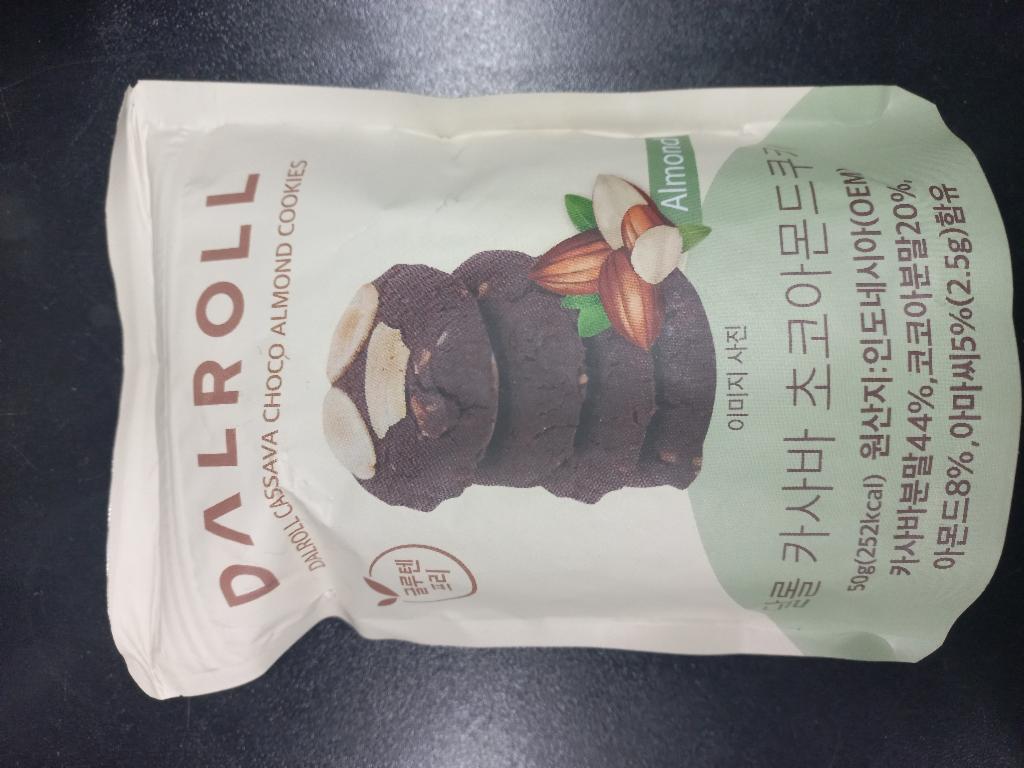 DALROLL
DALROLL CASSAVA CHOCO ALMOND COOKIES
글루텐
프리
Almond
이미지 사진
달롤 카사바 초코아몬드쿠키
50g(252kcal) 원산지:인도네시아(OEM)
카사바분말44%,코코아분말20%,
아몬드8%,아마씨5%(2.5g)함유